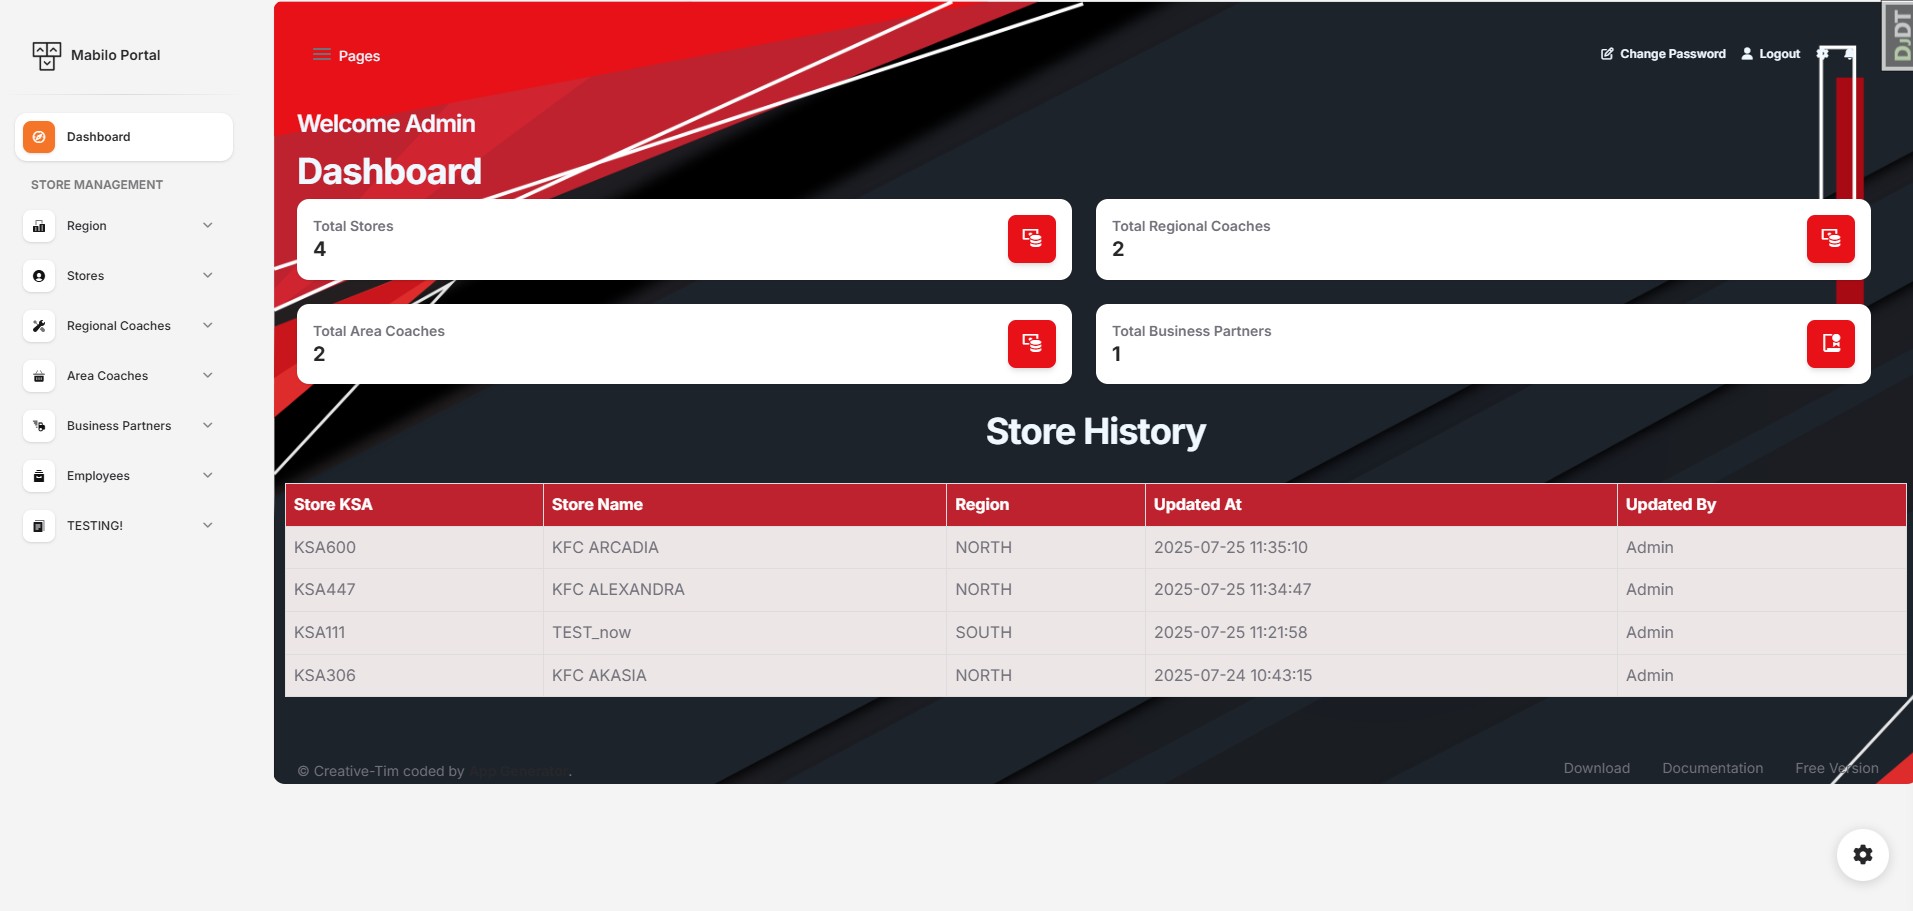 Mabilo Portal
Dashboard
STORE MANAGEMENT
Region
Stores
Regional Coaches
Area Coaches
Business Partners
Employees
TESTING!
Pages
Change Password
Logout
DJDT
Welcome Admin
Dashboard
Total Stores
4
Total Regional Coaches
2
Total Area Coaches
2
Total Business Partners
1
Store History
Store KSA Store Name Region Updated At Updated By
KSA600 KFC ARCADIA NORTH 2025-07-25 11:35:10 Admin
KSA447 KFC ALEXANDRA NORTH 2025-07-25 11:34:47 Admin
KSA111 TEST_now SOUTH 2025-07-25 11:21:58 Admin
KSA306 KFC AKASIA NORTH 2025-07-24 10:43:15 Admin
© Creative-Tim coded by App Generator.
Download Documentation Free Version